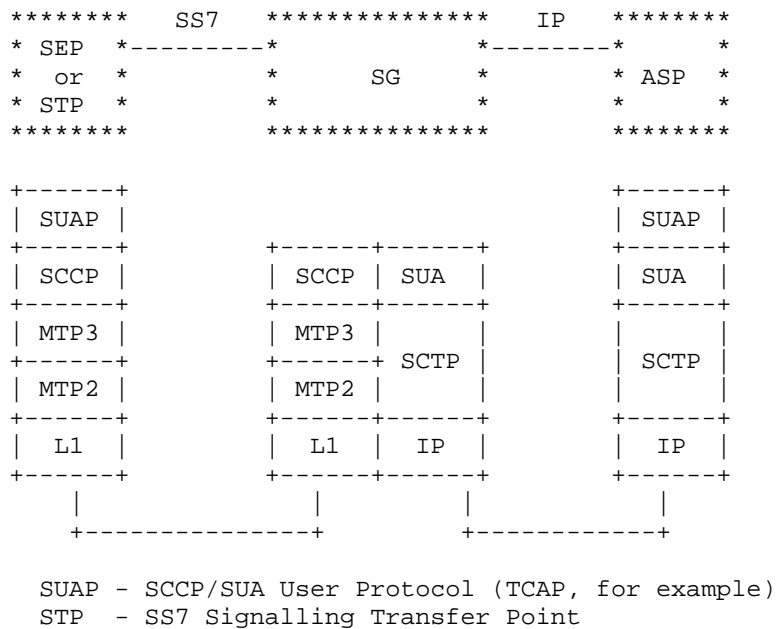 ********     SS7     ***************     IP     ********
* SEP  *---------*             *--------*      *
*  or  *         *      SG     *        * ASP  *
* STP  *         *             *        *      *
********         ***************        ********
+------+                                +------+
| SUAP |                                | SUAP |
+------+         +------+------+        +------+
| SCCP |         | SCCP | SUA  |        | SUA  |
+------+         +------+------+        +------+
| MTP3 |         | MTP3 |      |        |      |
+------+         +------+ SCTP |        | SCTP |
| MTP2 |         | MTP2 |      |        |      |
+------+         +------+------+        +------+
|  L1  |         |  L1  |  IP  |        |  IP  |
+------+         +------+------+        +------+
    |               |         |            |
    +---------------+         +------------+
SUAP - SCCP/SUA User Protocol (TCAP, for example)
STP  - SS7 Signalling Transfer Point